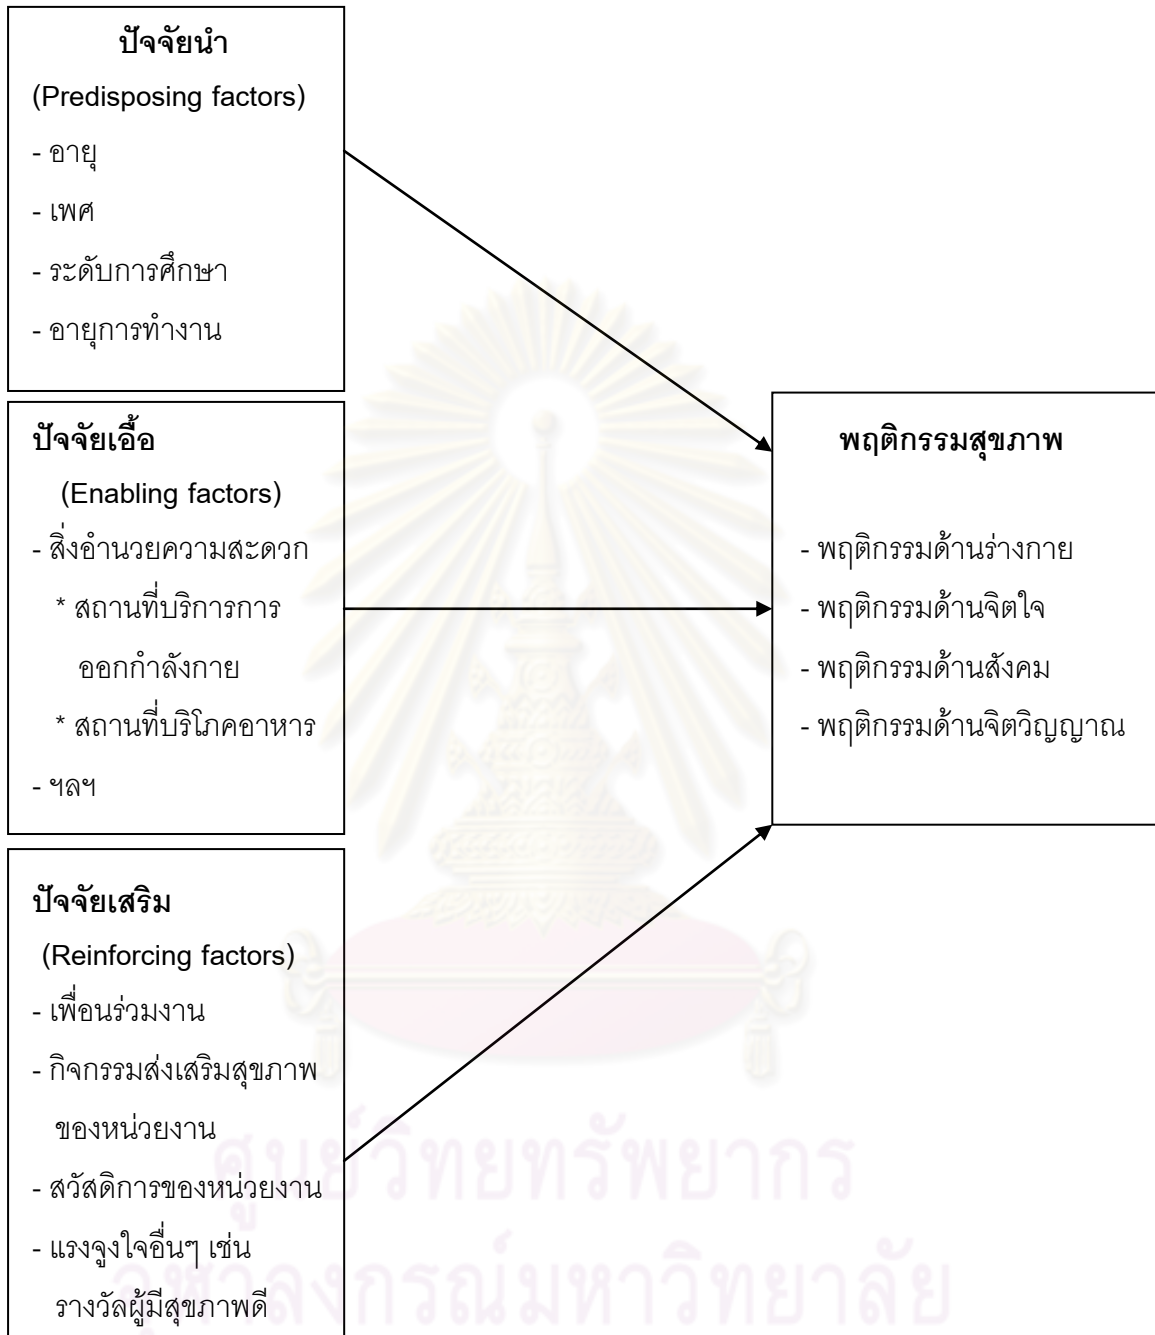 ปัจจัยนำ
(Predisposing factors)
- อายุ
- เพศ
- ระดับการศึกษา
- อายุการทำงาน
ปัจจัยเอื้อ
(Enabling factors)
- สิ่งอำนวยความสะดวก
* สถานที่บริการการ
ออกกำลังกาย
* สถานที่บริโภคอาหาร
- ฯลฯ
ปัจจัยเสริม
(Reinforcing factors)
- เพื่อนร่วมงาน
- กิจกรรมส่งเสริมสุขภาพ
ของหน่วยงาน
- สวัสดิการของหน่วยงาน
- แรงจูงใจอื่นๆ เช่น
รางวัลผู้มีสุขภาพดี
พฤติกรรมสุขภาพ
- พฤติกรรมด้านร่างกาย
- พฤติกรรมด้านจิตใจ
- พฤติกรรมด้านสังคม
- พฤติกรรมด้านจิตวิญญาณ
ศูนย์วิทยทรัพยากร
จุฬาลงกรณ์มหาวิทยาลัย